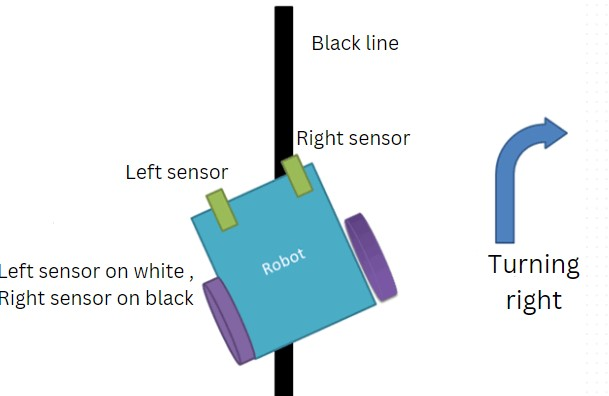 Black line
Right sensor
Left sensor
Robot
Left sensor on white ,
Right sensor on black
Turning
right